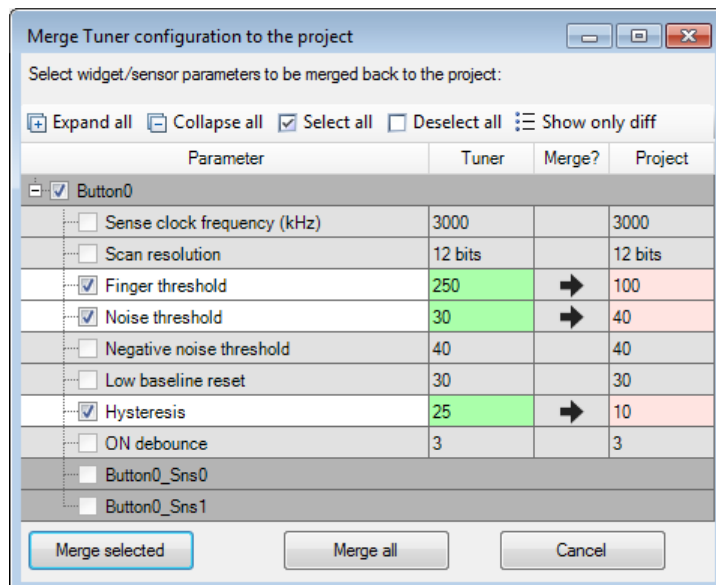 Merge Tuner configuration to the project
Select widget/sensor parameters to be merged back to the project:
Expand all Collapse all Select all Deselect all Show only diff
Parameter Tuner Merge? Project
Button0
Sense clock frequency (kHz) 3000 3000
Scan resolution 12 bits 12 bits
Finger threshold 250 100
Noise threshold 30 40
Negative noise threshold 40 40
Low baseline reset 30 30
Hysteresis 25 10
ON debounce 3 3
Button0_Sns0
Button0_Sns1
Merge selected Merge all Cancel